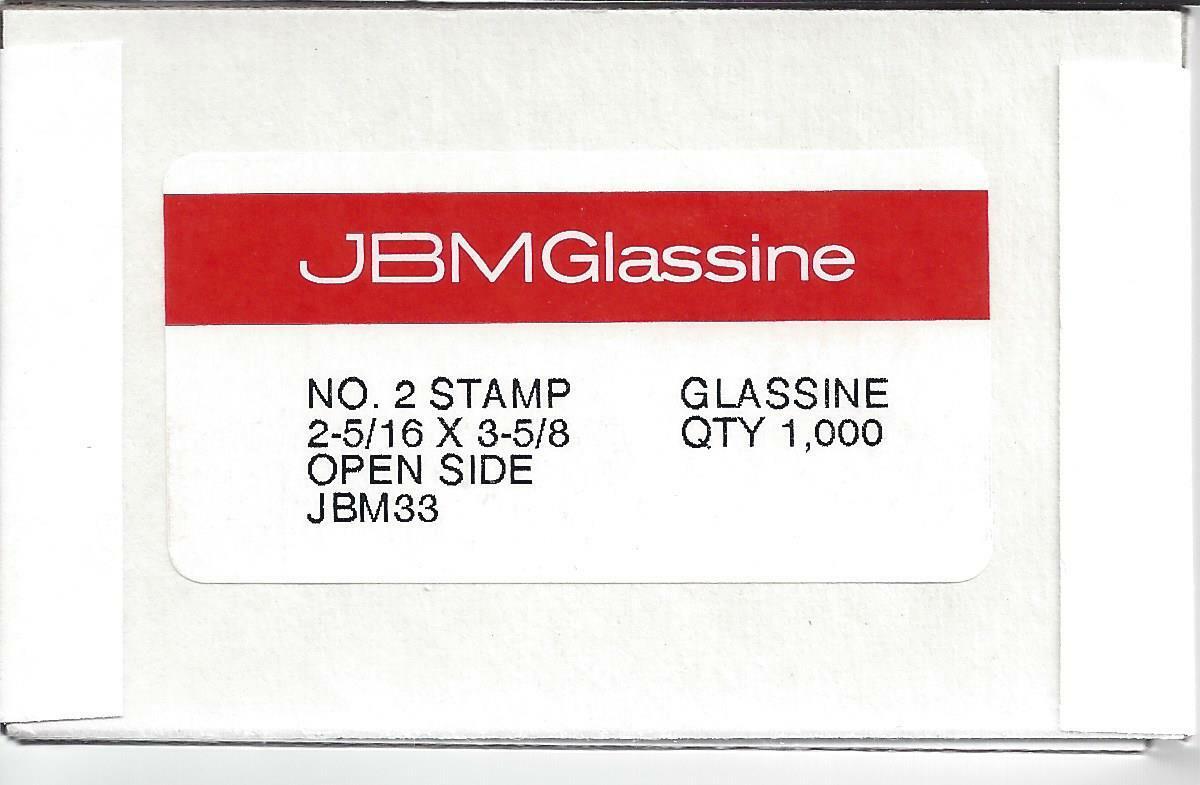 JBMGlassine
NO. 2 STAMP GLASSINE
2-5/16 X 3-5/8 QTY 1,000
OPEN SIDE
JBM33